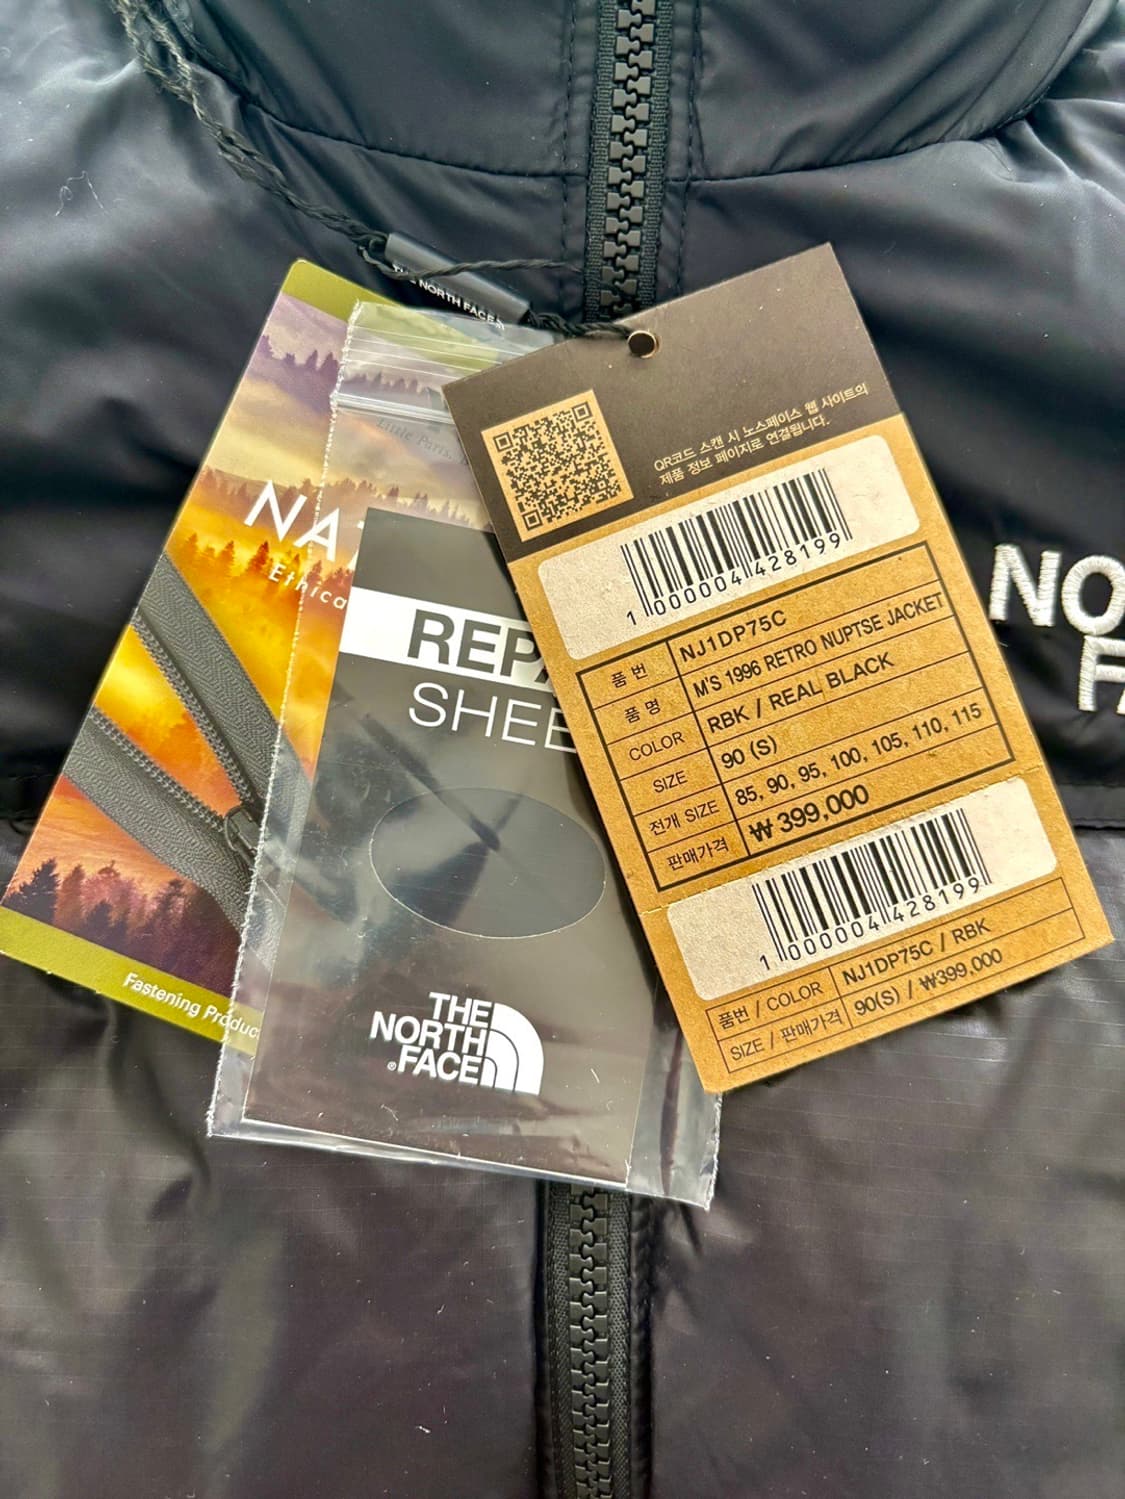 THE NORTH FACE
Little Parts,
NA
Ethica
Fastening Produc
REPA
SHEE
THE
NORTH
®FACE
QR코드 스캔 시 노스페이스 웹 사이트의
제품 정보 페이지로 연결됩니다.
1 000004 428199
품 번 NJ1DP75C
품 명 M'S 1996 RETRO NUPTSE JACKET
COLOR RBK / REAL BLACK
SIZE 90 (S)
전개 SIZE 85, 90, 95, 100, 105, 110, 115
판매가격 ₩ 399,000
1 000004 428199
품번 / COLOR NJ1DP75C / RBK
SIZE / 판매가격 90(S) / ₩399,000
NO
FA